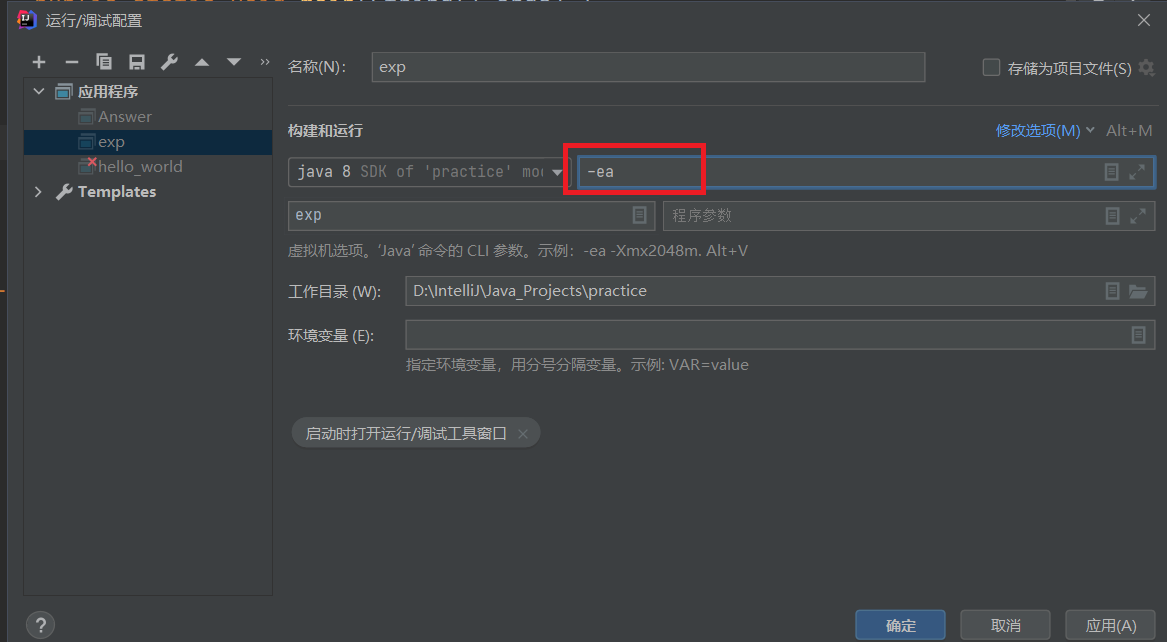 运行/调试配置
名称(N):
exp
存储为项目文件(S)
应用程序
Answer
exp
hello_world
Templates
构建和运行
修改选项(M)
Alt+M
java 8 SDK of 'practice' mo
-ea
exp
程序参数
虚拟机选项。'Java' 命令的 CLI 参数。示例：-ea -Xmx2048m. Alt+V
工作目录 (W):
D:\IntelliJ\Java_Projects\practice
环境变量 (E):
指定环境变量，用分号分隔变量。示例: VAR=value
启动时打开运行/调试工具窗口
?
确定
取消
应用(A)